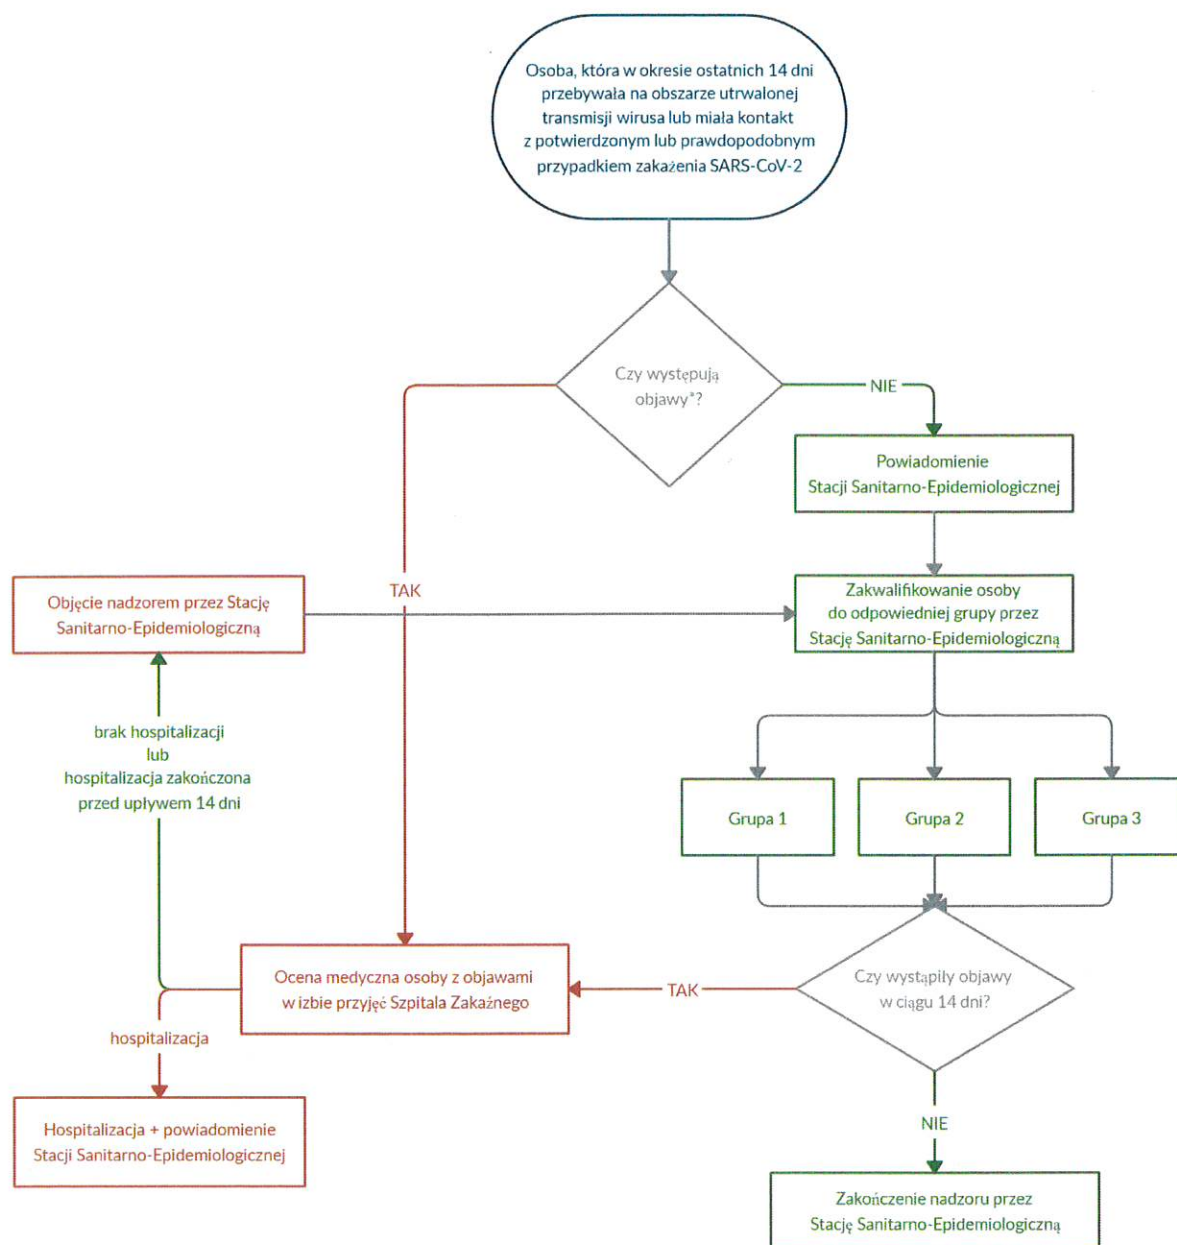 Osoba, która w okresie ostatnich 14 dni
przebywała na obszarze utrwalonej
transmisji wirusa lub miała kontakt
z potwierdzonym lub prawdopodobnym
przypadkiem zakażenia SARS-CoV-2
Czy występują
objawy*?
NIE
Powiadomienie
Stacji Sanitarno-Epidemiologicznej
TAK
Objęcie nadzorem przez Stację
Sanitarno-Epidemiologiczną
Zakwalifikowanie osoby
do odpowiedniej grupy przez
Stację Sanitarno-Epidemiologiczną
brak hospitalizacji
lub
hospitalizacja zakończona
przed upływem 14 dni
Grupa 1
Grupa 2
Grupa 3
Ocena medyczna osoby z objawami
w izbie przyjęć Szpitala Zakaźnego
TAK
Czy wystąpiły objawy
w ciągu 14 dni?
hospitalizacja
Hospitalizacja + powiadomienie
Stacji Sanitarno-Epidemiologicznej
NIE
Zakończenie nadzoru przez
Stację Sanitarno-Epidemiologiczną